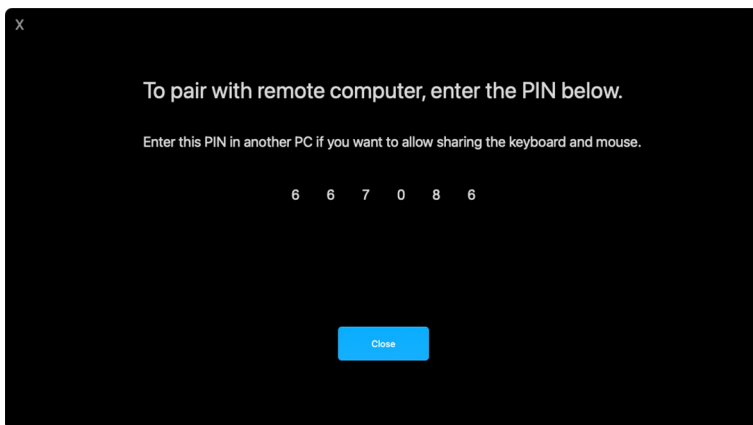 X
To pair with remote computer, enter the PIN below.
Enter this PIN in another PC if you want to allow sharing the keyboard and mouse.
6 6 7 0 8 6
Close